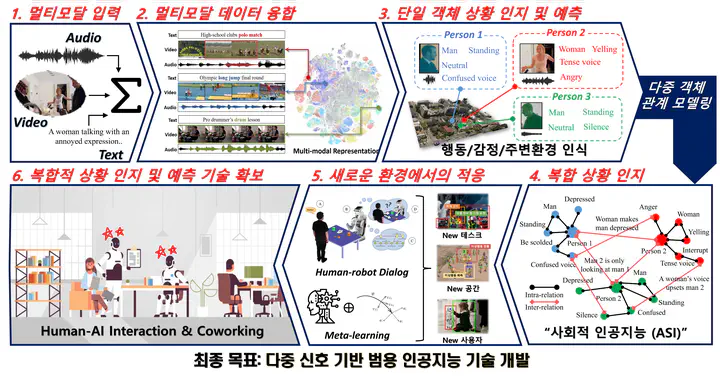 1. 멀티모달 입력
Audio
Video
A woman talking with an
annoyed expression..
Text
2. 멀티모달 데이터 융합
Text
High-school clubs polo match
Video
Audio
Text
Olympic long jump final round
Video
Audio
Text
Pro drummer's drum lesson
Video
Audio
Multi-modal Representation
3. 단일 객체 상황 인지 및 예측
Person 1
Man Standing
Neutral
Confused voice
Person 2
Woman Yelling
Tense voice
Angry
Person 3
Man Standing
Neutral Silence
행동/감정/주변환경 인식
다중 객체
관계 모델링
6. 복합적 상황 인지 및 예측 기술 확보
Human-AI Interaction & Coworking
5. 새로운 환경에서의 적응
Human-robot Dialog
Meta-learning
New 테스크
New 공간
New 사용자
4. 복합 상황 인지
Depressed
Man
Standing
Person 1
Be scolded
Confused voice
Anger
Woman
Woman makes
man depressed
Yelling
Person 2
Interrupt
Tense voice
Man 2 is only
looking at man 1
A woman's voice
upsets man 2
Man
Depressed
Person 2
Standing
Silence
Confused
Intra-relation
Inter-relation
“사회적 인공지능 (ASI)”
최종 목표: 다중 신호 기반 범용 인공지능 기술 개발